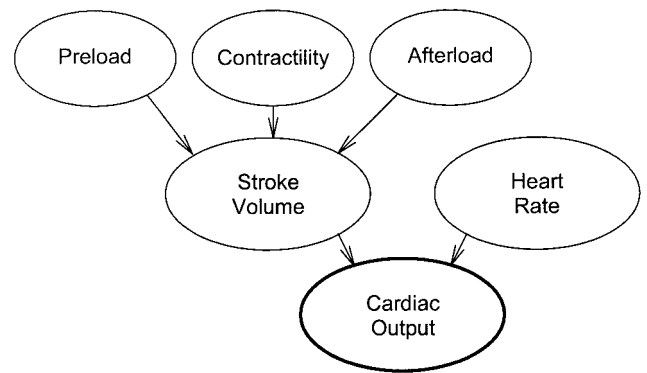 Preload
Contractility
Afterload
Stroke
Volume
Heart
Rate
Cardiac
Output